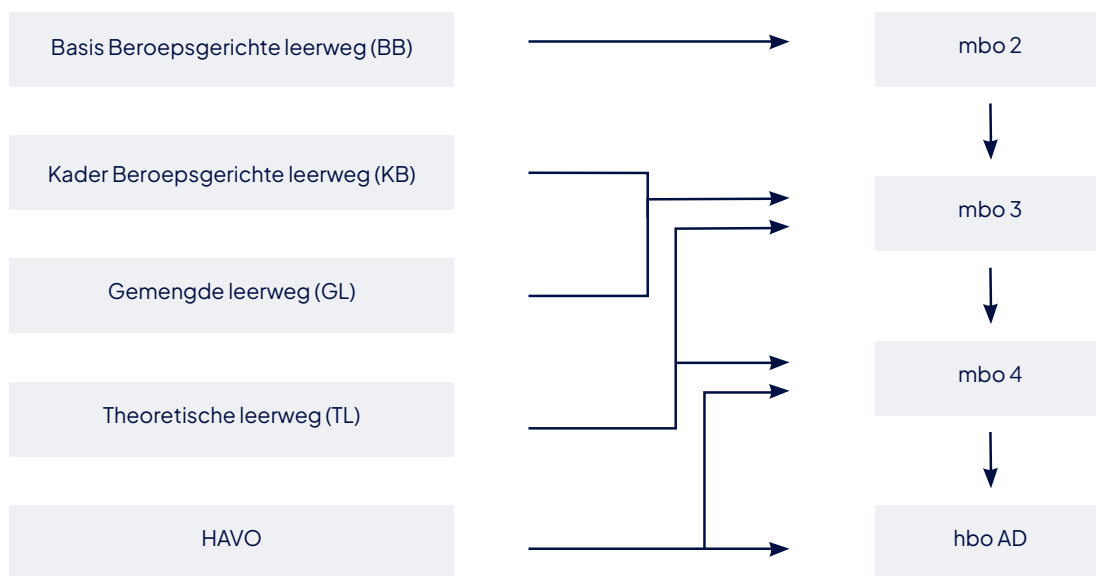 Basis Beroepsgerichte leerweg (BB)
mbo 2
Kader Beroepsgerichte leerweg (KB)
mbo 3
Gemengde leerweg (GL)
mbo 4
Theoretische leerweg (TL)
HAVO
hbo AD